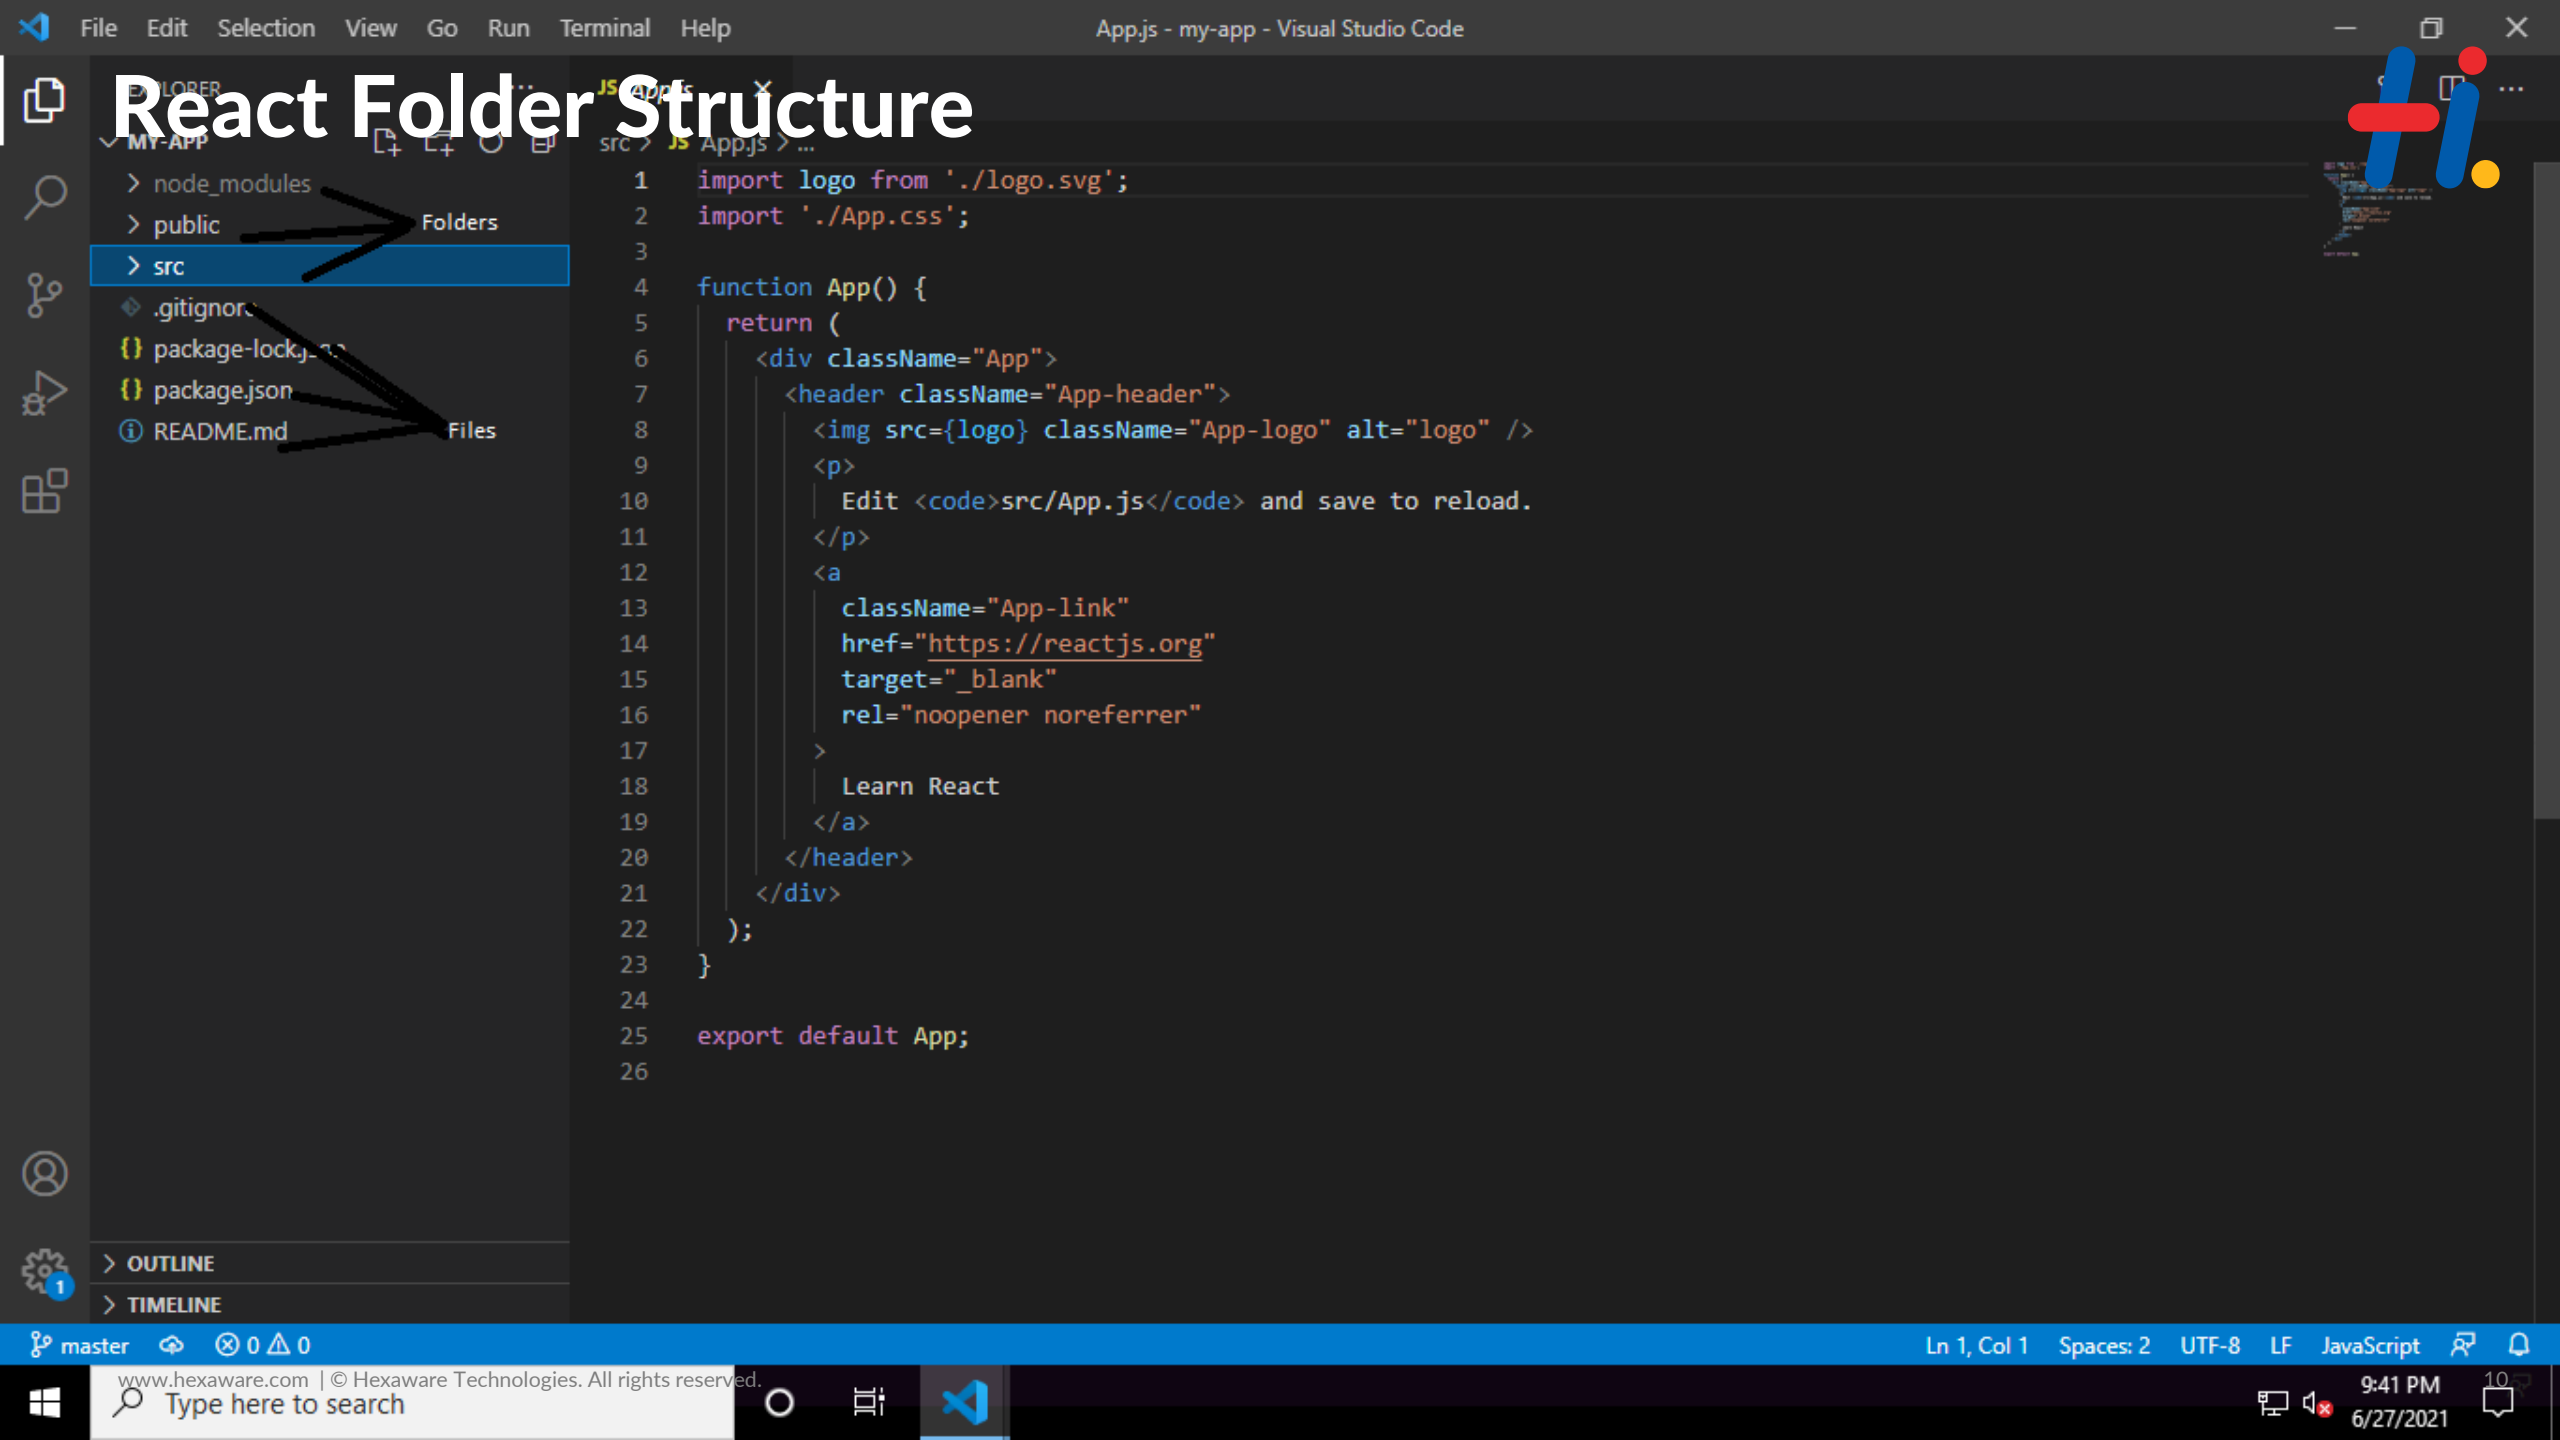 File Edit Selection View Go Run Terminal Help
App.js - my-app - Visual Studio Code
React Folder Structure
EXPLORER
MY-APP
node_modules
public
src
.gitignore
package-lock.json
package.json
README.md
Folders
Files
OUTLINE
TIMELINE
JS App.js
src > JS App.js > ...
1 import logo from './logo.svg';
2 import './App.css';
3
4 function App() {
5 return (
6 <div className="App">
7 <header className="App-header">
8 <img src={logo} className="App-logo" alt="logo" />
9 <p>
10 Edit <code>src/App.js</code> and save to reload.
11 </p>
12 <a
13 className="App-link"
14 href="https://reactjs.org"
15 target="_blank"
16 rel="noopener noreferrer"
17 >
18 Learn React
19 </a>
20 </header>
21 </div>
22 );
23 }
24
25 export default App;
26
1
master 0 0
Ln 1, Col 1 Spaces: 2 UTF-8 LF JavaScript
www.hexaware.com | © Hexaware Technologies. All rights reserved.
10
Type here to search
9:41 PM
6/27/2021